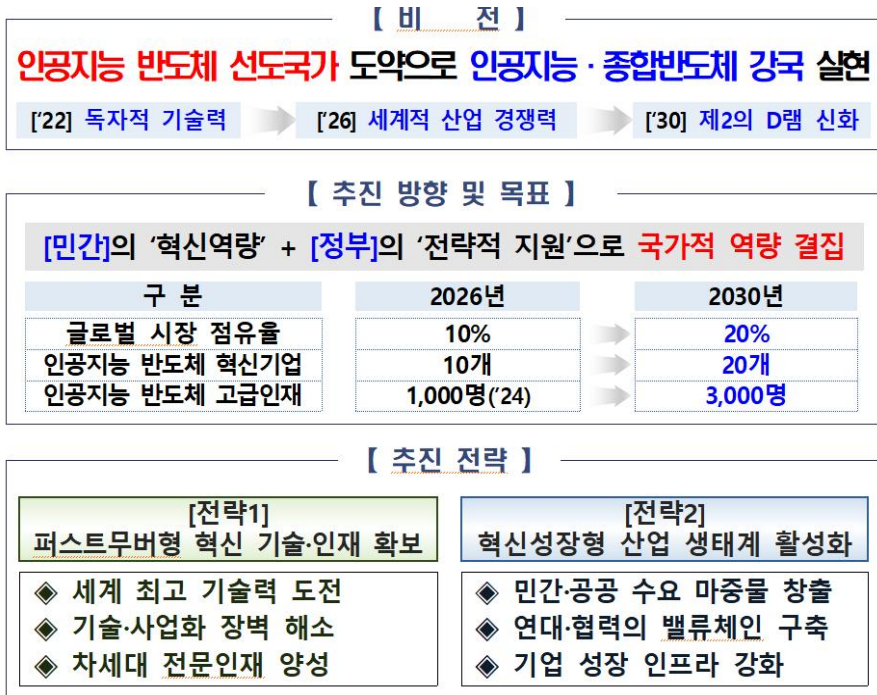 【 비 전 】
인공지능 반도체 선도국가 도약으로 인공지능 · 종합반도체 강국 실현
['22] 독자적 기술력 ['26] 세계적 산업 경쟁력 ['30] 제2의 D램 신화
【 추진 방향 및 목표 】
[민간]의 '혁신역량' + [정부]의 '전략적 지원'으로 국가적 역량 결집
구 분 2026년 2030년
글로벌 시장 점유율 10% 20%
인공지능 반도체 혁신기업 10개 20개
인공지능 반도체 고급인재 1,000명('24) 3,000명
【 추진 전략 】
[전략1]
퍼스트무버형 혁신 기술·인재 확보
◈ 세계 최고 기술력 도전
◈ 기술·사업화 장벽 해소
◈ 차세대 전문인재 양성
[전략2]
혁신성장형 산업 생태계 활성화
◈ 민간·공공 수요 마중물 창출
◈ 연대·협력의 밸류체인 구축
◈ 기업 성장 인프라 강화